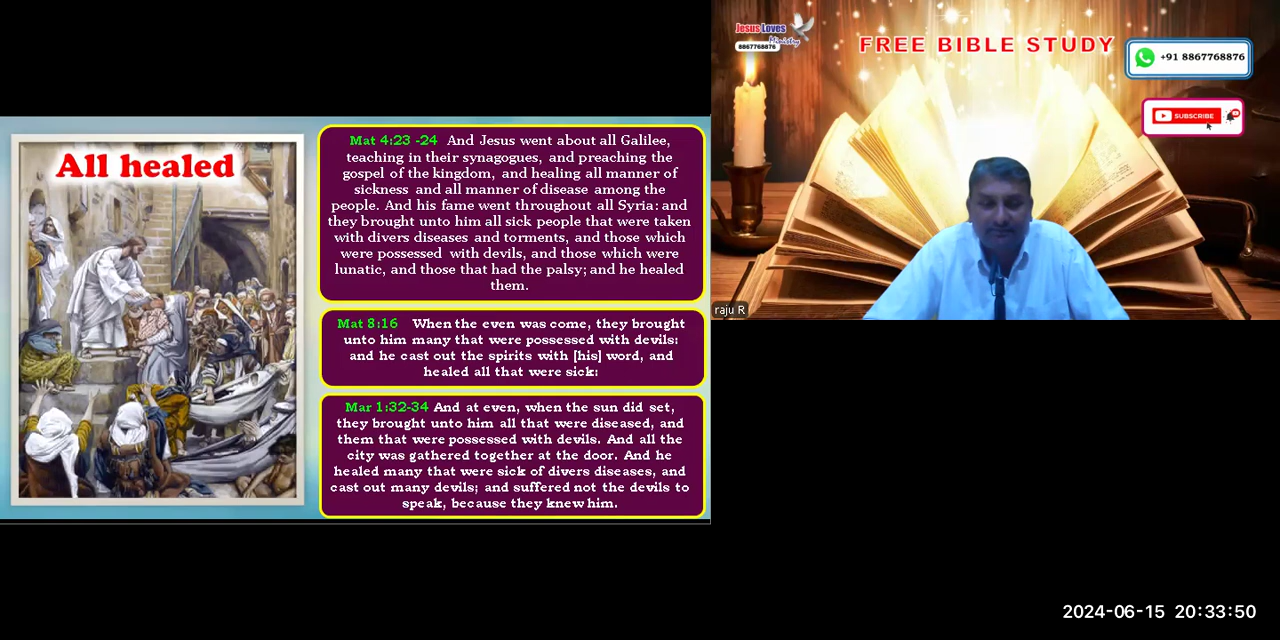 All healed
Mat 4:23 -24 And Jesus went about all Galilee,
teaching in their synagogues, and preaching the
gospel of the kingdom, and healing all manner of
sickness and all manner of disease among the
people. And his fame went throughout all Syria: and
they brought unto him all sick people that were taken
with divers diseases and torments, and those which
were possessed with devils, and those which were
lunatic, and those that had the palsy; and he healed
them.
Mat 8:16 When the even was come, they brought
unto him many that were possessed with devils:
and he cast out the spirits with [his] word, and
healed all that were sick:
Mar 1:32-34 And at even, when the sun did set,
they brought unto him all that were diseased, and
them that were possessed with devils. And all the
city was gathered together at the door. And he
healed many that were sick of divers diseases, and
cast out many devils; and suffered not the devils to
speak, because they knew him.
Jesus Loves
Ministry
8867768876
FREE BIBLE STUDY
+91 8867768876
SUBSCRIBE
raju R
2024-06-15 20:33:50